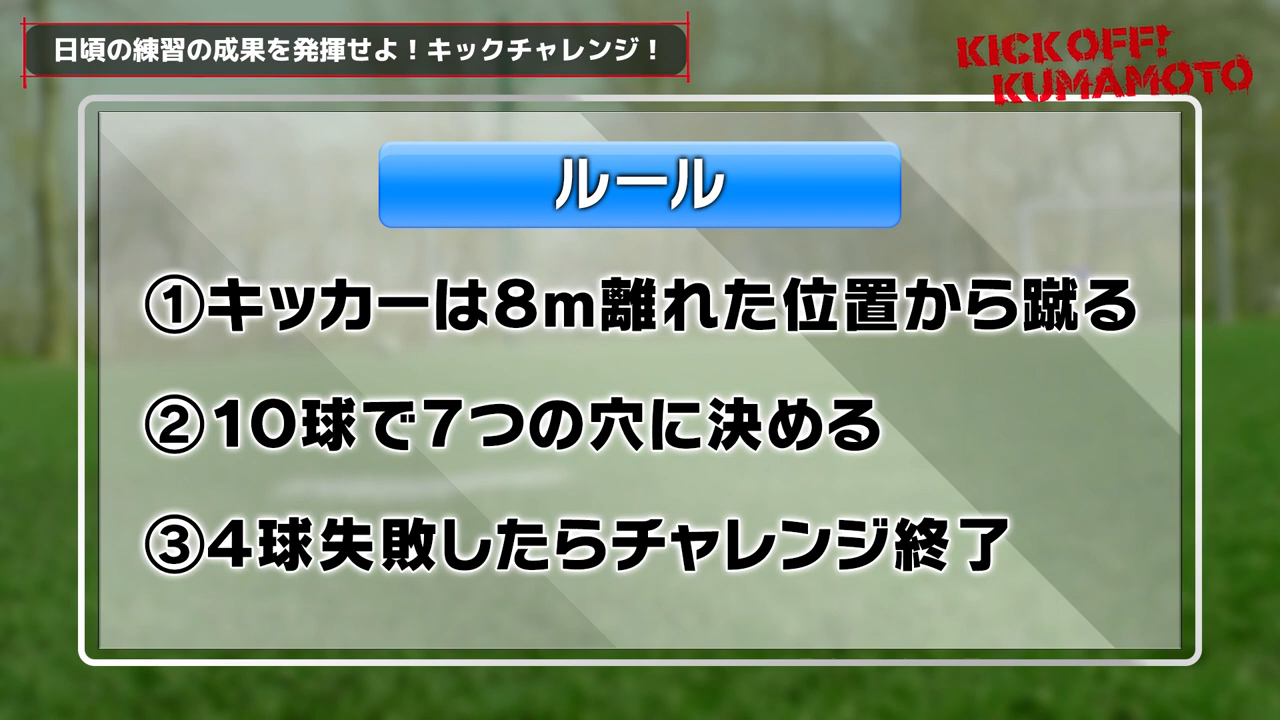 日頃の練習の成果を発揮せよ！キックチャレンジ！
KICK OFF!
KUMAMOTO
ルール
①キッカーは8m離れた位置から蹴る
②10球で7つの穴に決める
③4球失敗したらチャレンジ終了